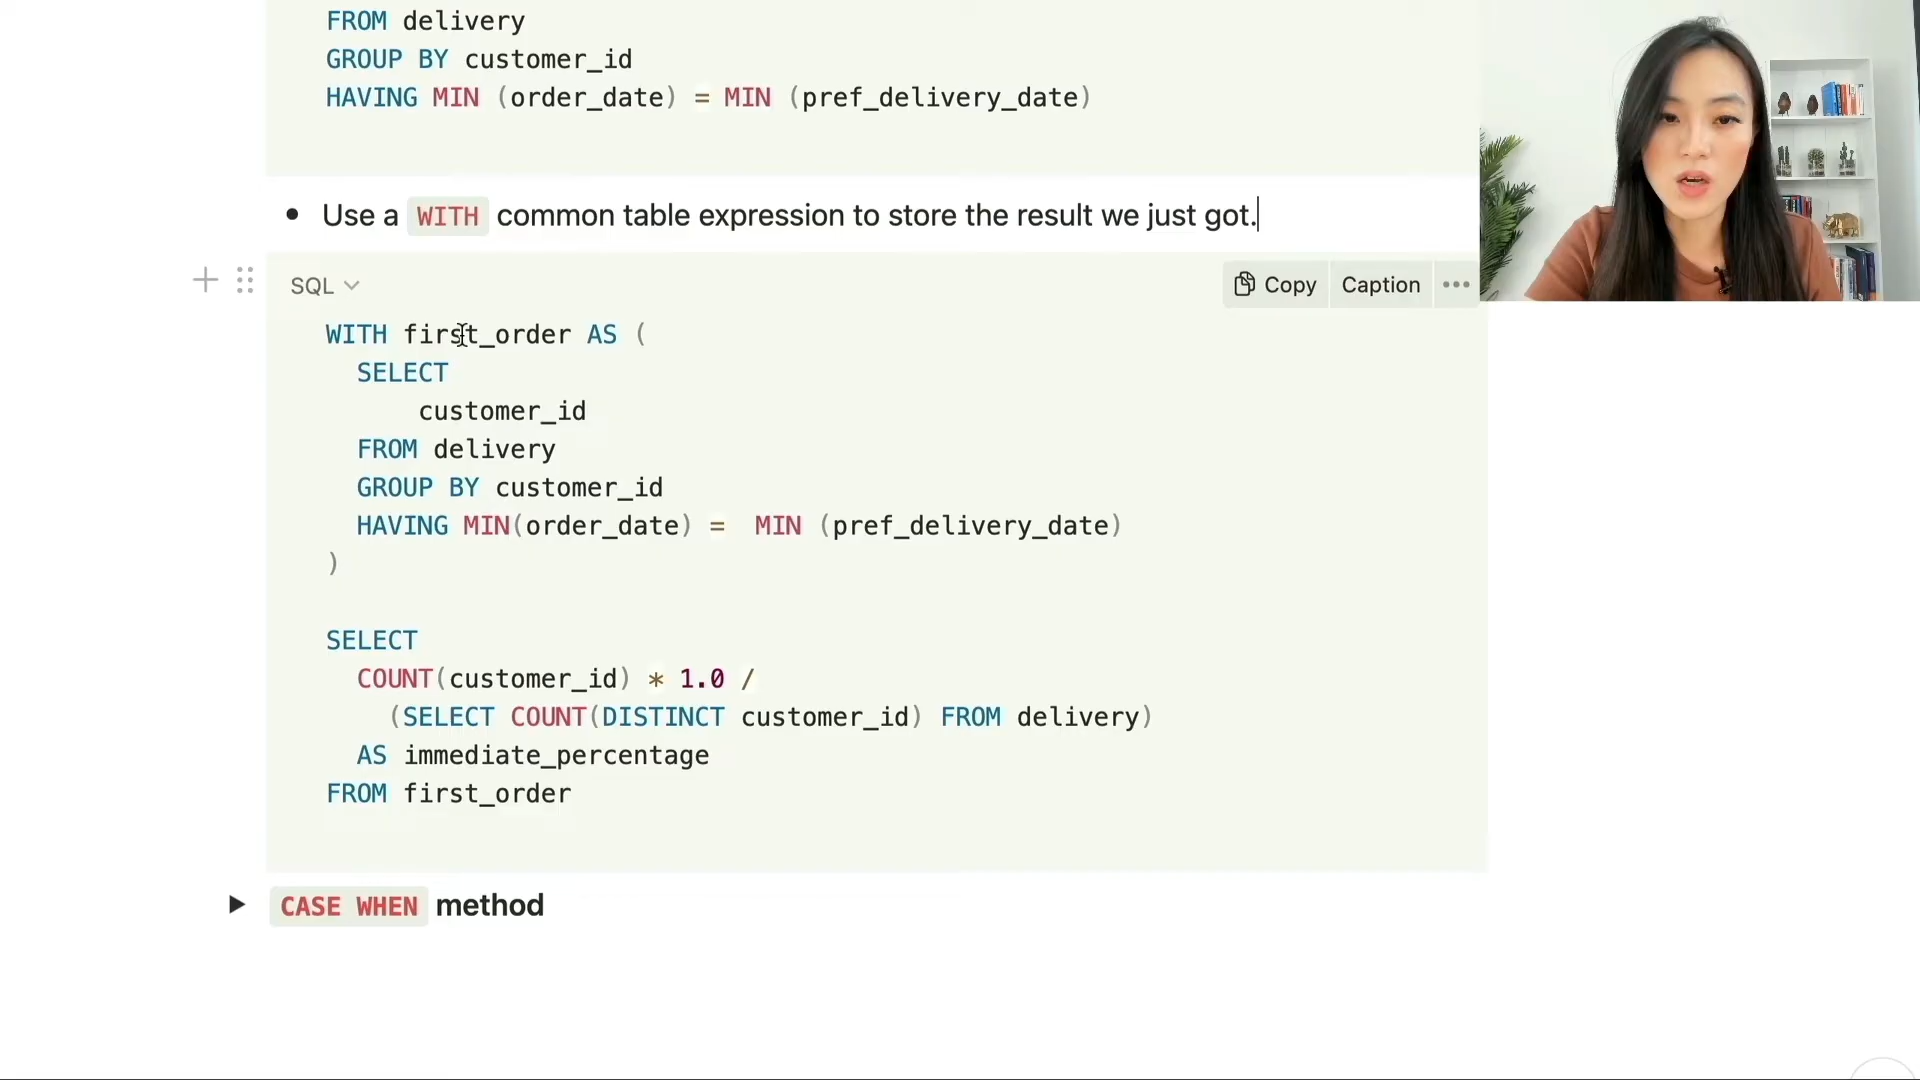 FROM delivery
GROUP BY customer_id
HAVING MIN (order_date) = MIN (pref_delivery_date)
• Use a WITH common table expression to store the result we just got.
SQL
Copy
Caption
WITH first_order AS (
SELECT
customer_id
FROM delivery
GROUP BY customer_id
HAVING MIN(order_date) =  MIN (pref_delivery_date)
)
SELECT
COUNT(customer_id) * 1.0 /
(SELECT COUNT(DISTINCT customer_id) FROM delivery)
AS immediate_percentage
FROM first_order
CASE WHEN method